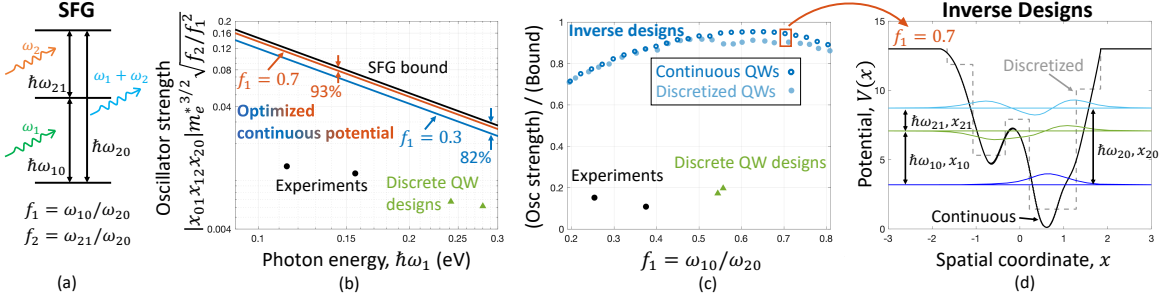 SFG
ω₂
ω₁ + ω₂
ħω₂₁
ω₁
ħω₁₀
ħω₂₀
f₁ = ω₁₀/ω₂₀
f₂ = ω₂₁/ω₂₀
(a)
Oscillator strength
|x₀₁x₁₂x₂₀|mₑ*³ᐟ²√f₂/f₁²f²
0.2
0.16
0.08
0.04
0.004
SFG bound
f₁ = 0.7
93%
Optimized
continuous potential
f₁ = 0.3
82%
Experiments
Discrete QW
designs
0.1
0.15
0.2
0.25
0.3
Photon energy, ħω₁ (eV)
(b)
(Osc strength) / (Bound)
1
0.8
0.6
0.4
0.2
0
Inverse designs
Continuous QWs
Discretized QWs
Discrete QW designs
Experiments
0.2
0.3
0.4
0.5
0.6
0.7
0.8
f₁ = ω₁₀/ω₂₀
(c)
Inverse Designs
f₁ = 0.7
Potential, V(x)
15
10
5
0
Discretized
ħω₂₁, x₂₁
ħω₁₀, x₁₀
ħω₂₀, x₂₀
Continuous
-3
-2
-1
0
1
2
3
Spatial coordinate, x
(d)